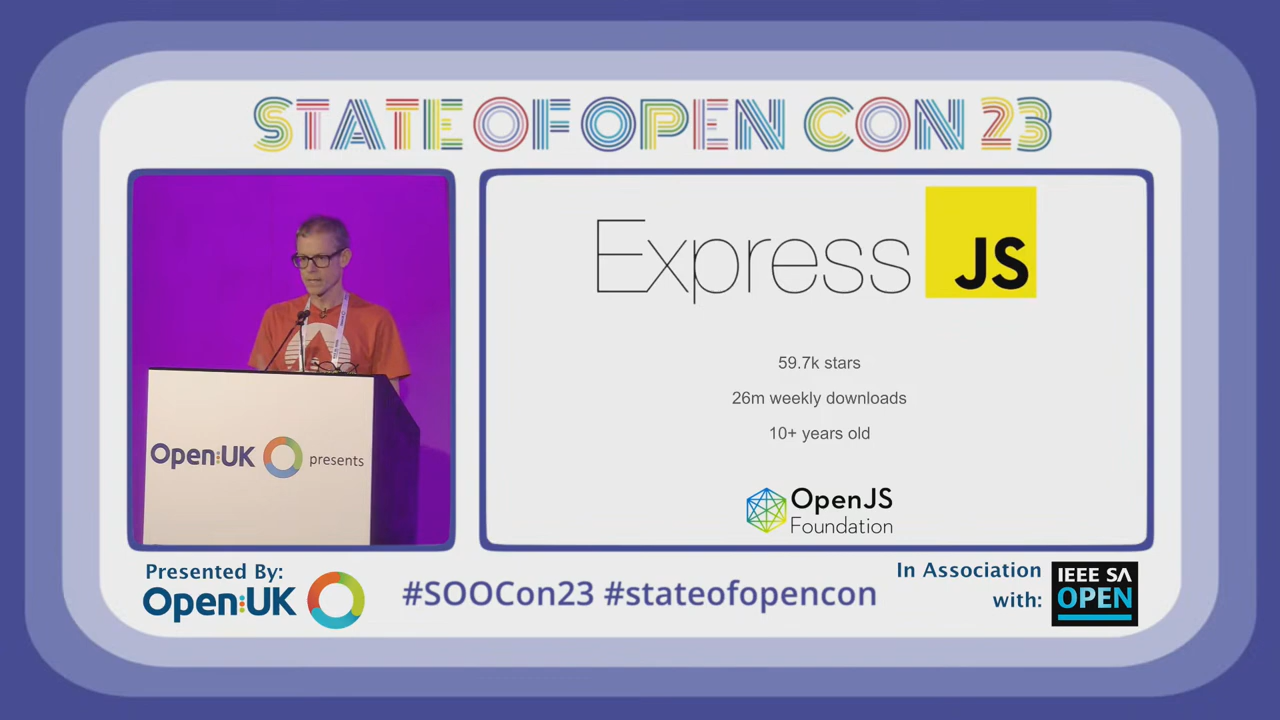 STATE OF OPEN CON 23
Express JS
59.7k stars
26m weekly downloads
10+ years old
OpenJS
Foundation
Open:UK presents
Presented By:
Open:UK
#SOOCon23 #stateofopencon
In Association
with:
IEEE SA
OPEN